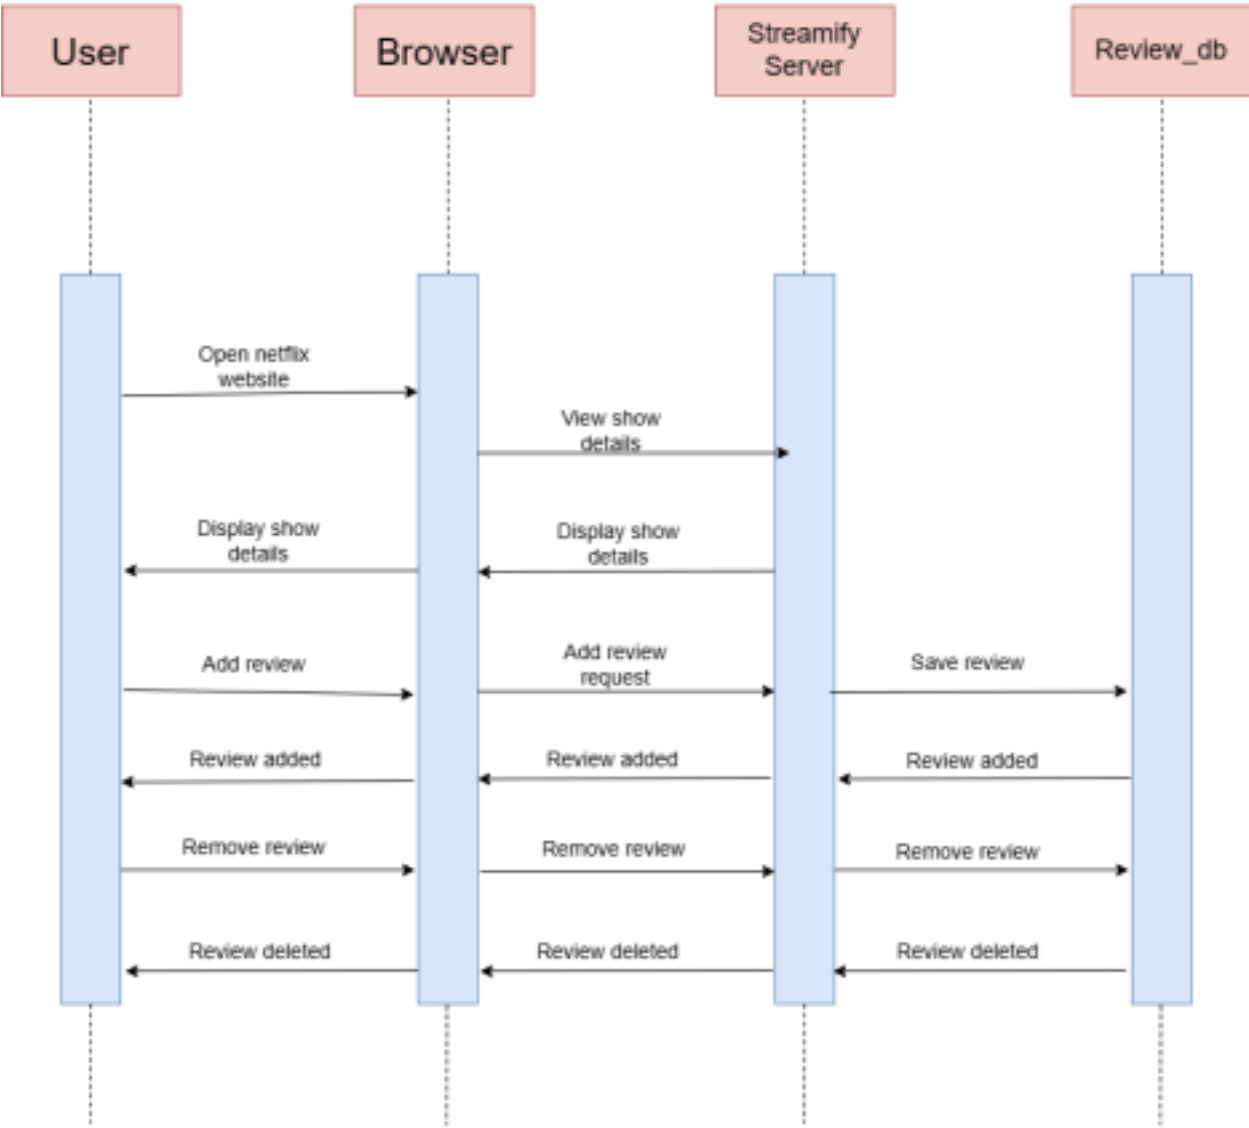 User
Browser
Streamify
Server
Review_db
Open netflix
website
View show
details
Display show
details
Display show
details
Add review
Add review
request
Save review
Review added
Review added
Review added
Remove review
Remove review
Remove review
Review deleted
Review deleted
Review deleted